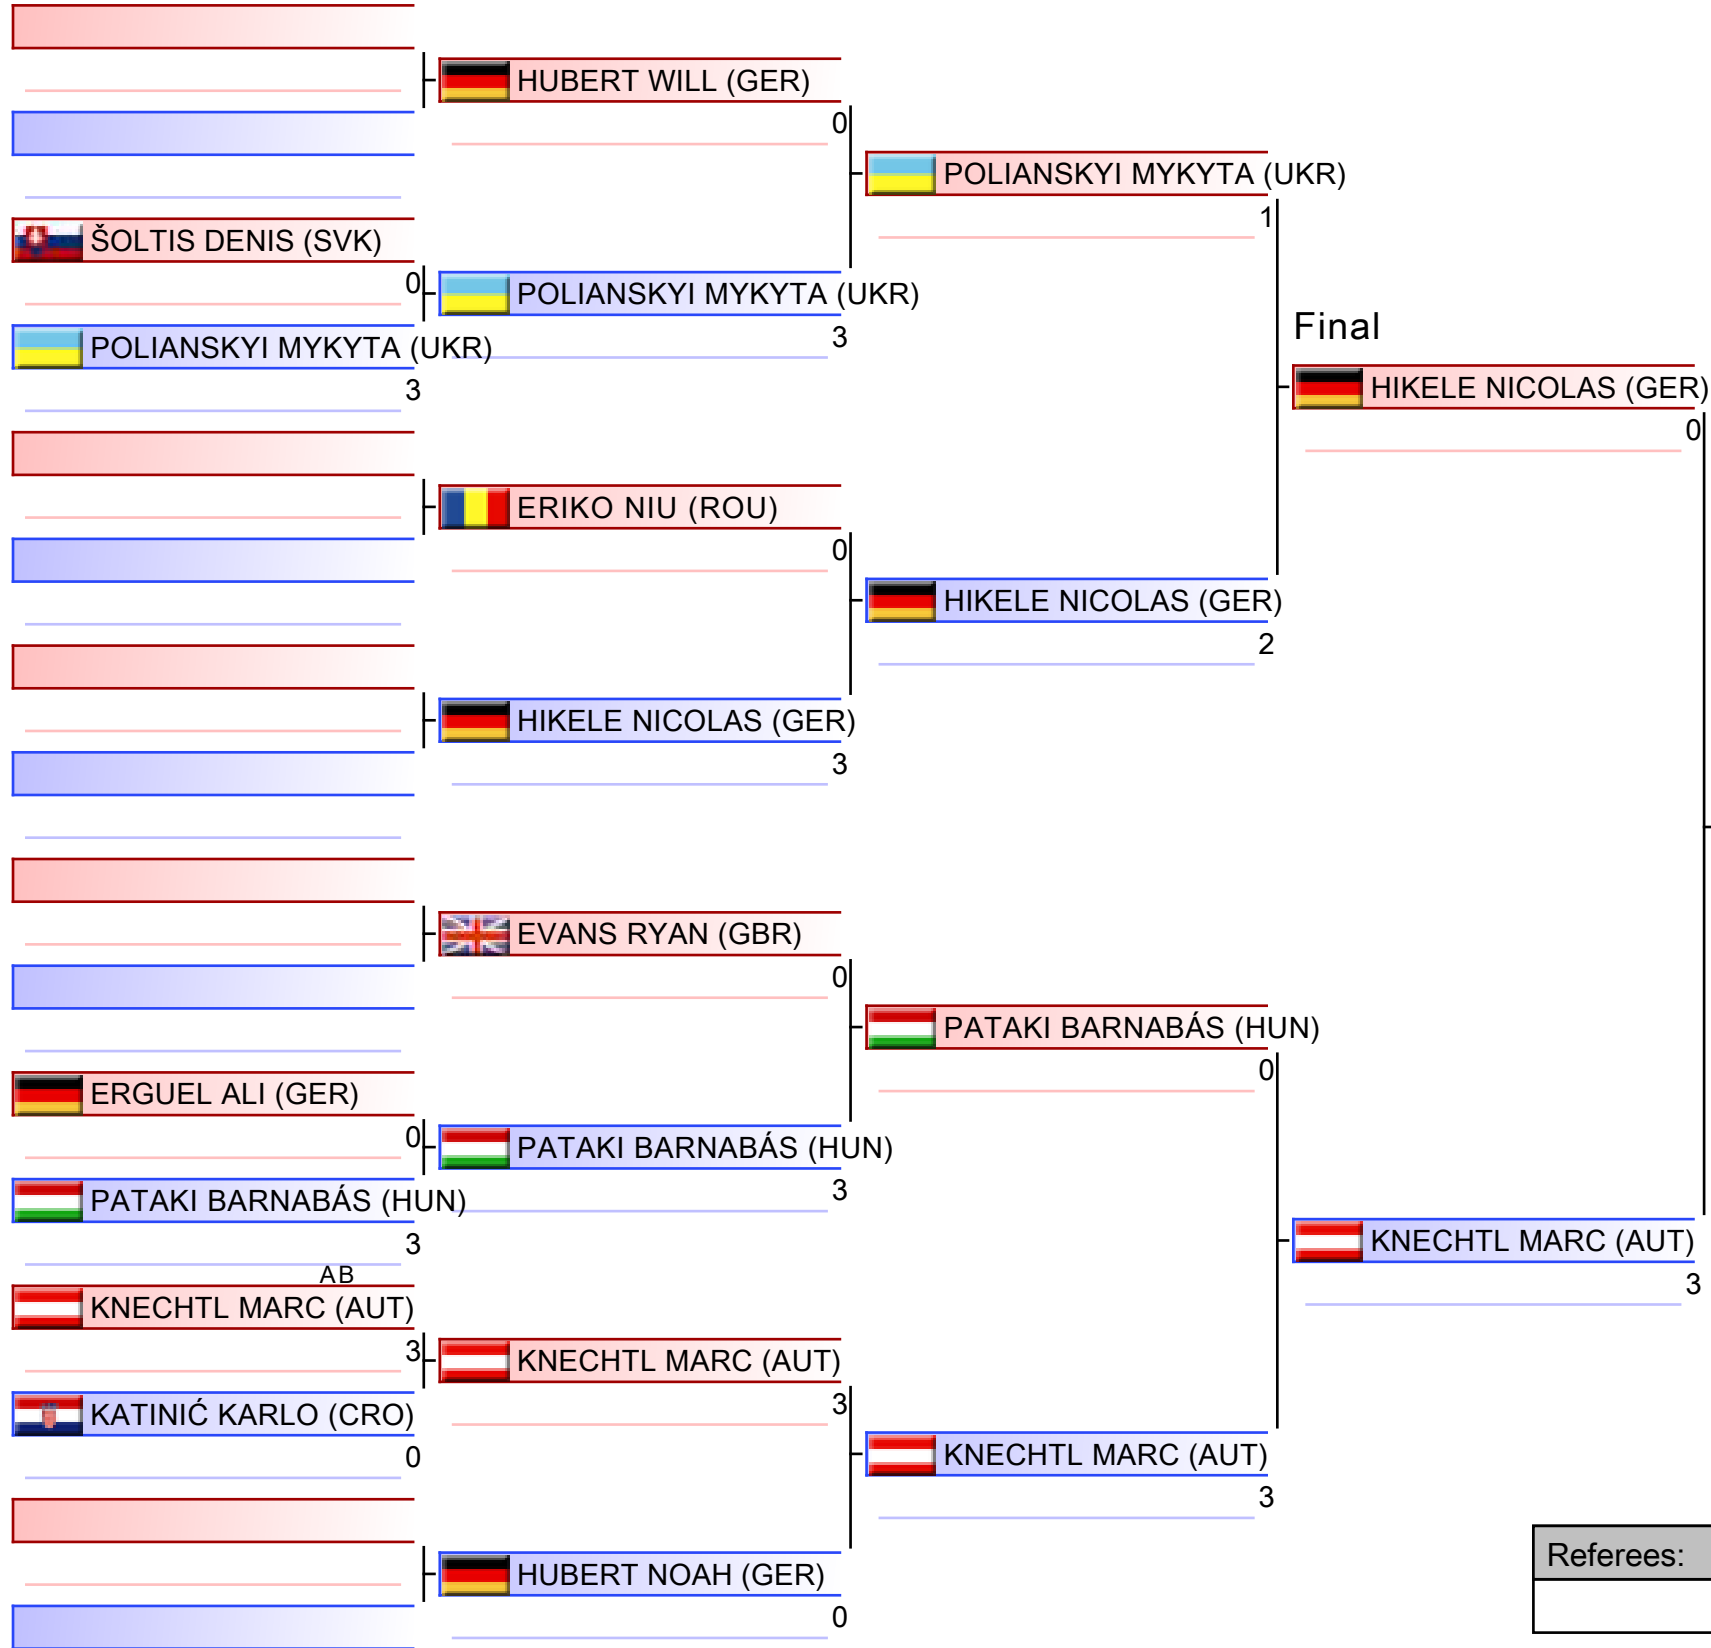 HUBERT WILL (GER)
0
POLIANSKYI MYKYTA (UKR)
1
ŠOLTIS DENIS (SVK)
0
POLIANSKYI MYKYTA (UKR)
3
POLIANSKYI MYKYTA (UKR)
3
Final
HIKELE NICOLAS (GER)
0
ERIKO NIU (ROU)
0
HIKELE NICOLAS (GER)
2
HIKELE NICOLAS (GER)
3
EVANS RYAN (GBR)
0
PATAKI BARNABÁS (HUN)
0
ERGUEL ALI (GER)
0
PATAKI BARNABÁS (HUN)
3
PATAKI BARNABÁS (HUN)
3
KNECHTL MARC (AUT)
3
AB
KNECHTL MARC (AUT)
3
KNECHTL MARC (AUT)
3
KATINIĆ KARLO (CRO)
0
KNECHTL MARC (AUT)
3
HUBERT NOAH (GER)
0
Referees: